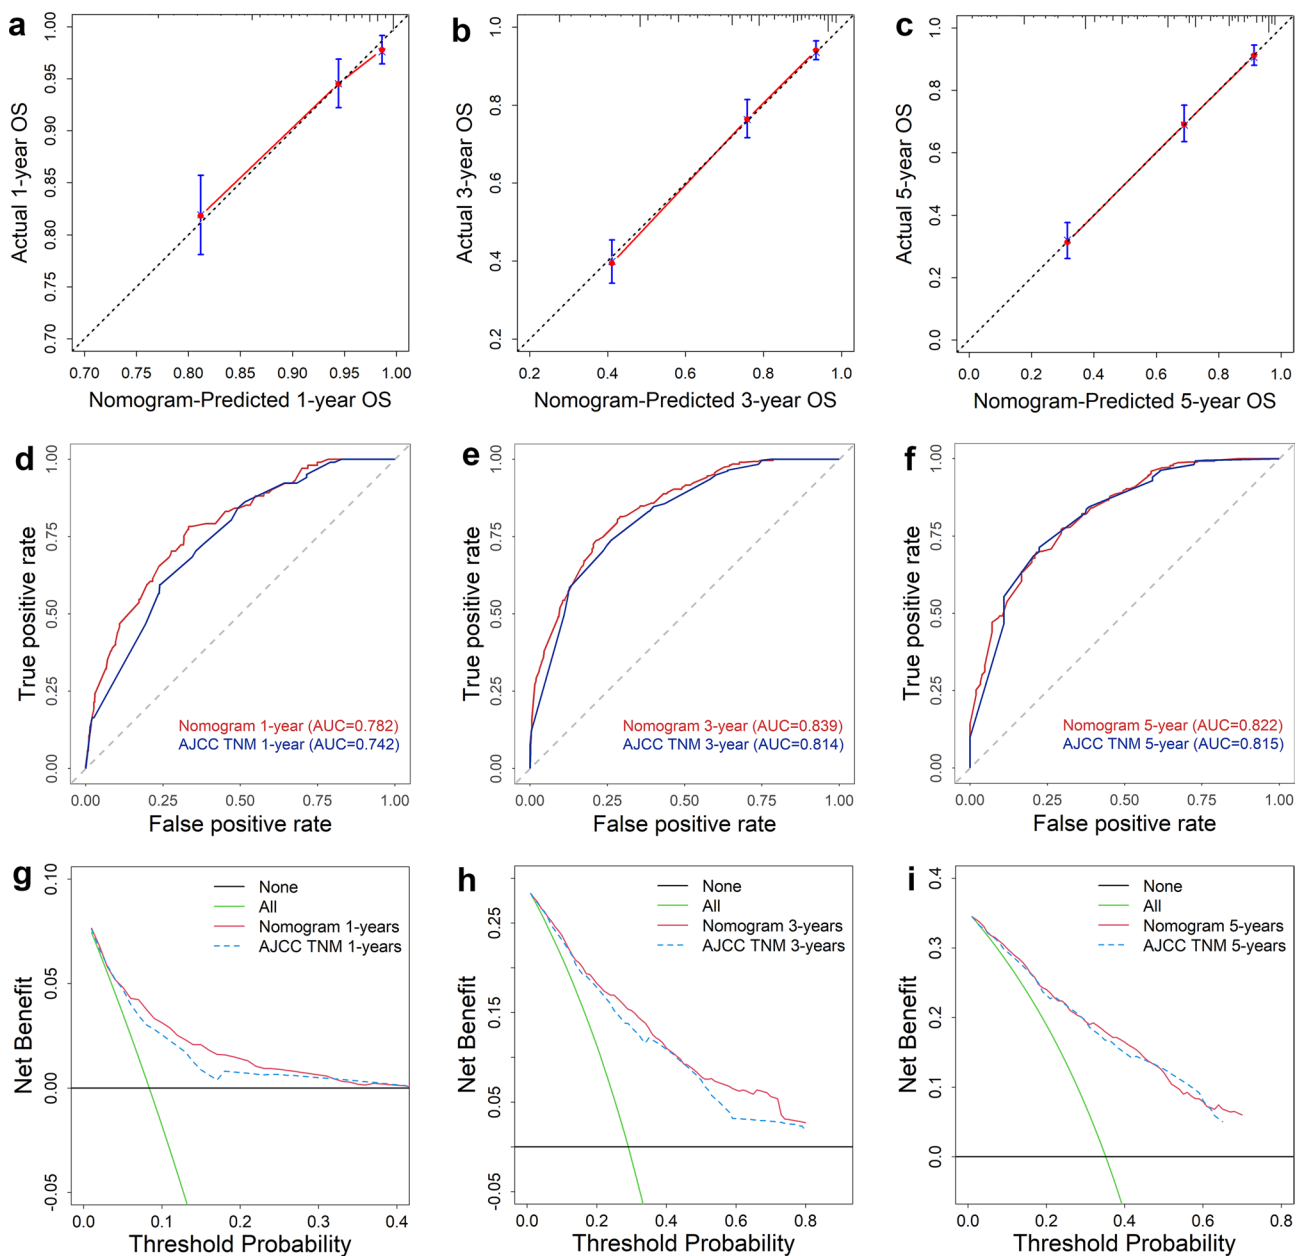 a
1.00
0.95
0.90
0.85
0.80
0.75
0.70
Actual 1-year OS
0.70
0.75
0.80
0.85
0.90
0.95
1.00
Nomogram-Predicted 1-year OS
b
1.0
0.8
0.6
0.4
0.2
Actual 3-year OS
0.2
0.4
0.6
0.8
1.0
Nomogram-Predicted 3-year OS
c
1.0
0.8
0.6
0.4
0.2
0.0
Actual 5-year OS
0.0
0.2
0.4
0.6
0.8
1.0
Nomogram-Predicted 5-year OS
d
1.00
0.75
0.50
0.25
0.00
True positive rate
Nomogram 1-year (AUC=0.782)
AJCC TNM 1-year (AUC=0.742)
0.00
0.25
0.50
0.75
1.00
False positive rate
e
1.00
0.75
0.50
0.25
0.00
True positive rate
Nomogram 3-year (AUC=0.839)
AJCC TNM 3-year (AUC=0.814)
0.00
0.25
0.50
0.75
1.00
False positive rate
f
1.00
0.75
0.50
0.25
0.00
True positive rate
Nomogram 5-year (AUC=0.822)
AJCC TNM 5-year (AUC=0.815)
0.00
0.25
0.50
0.75
1.00
False positive rate
g
0.10
0.05
0.00
-0.05
Net Benefit
None
All
Nomogram 1-years
AJCC TNM 1-years
0.0
0.1
0.2
0.3
0.4
Threshold Probability
h
0.25
0.15
0.05
-0.05
Net Benefit
None
All
Nomogram 3-years
AJCC TNM 3-years
0.0
0.2
0.4
0.6
0.8
Threshold Probability
i
0.4
0.3
0.2
0.1
0.0
Net Benefit
None
All
Nomogram 5-years
AJCC TNM 5-years
0.0
0.2
0.4
0.6
0.8
Threshold Probability